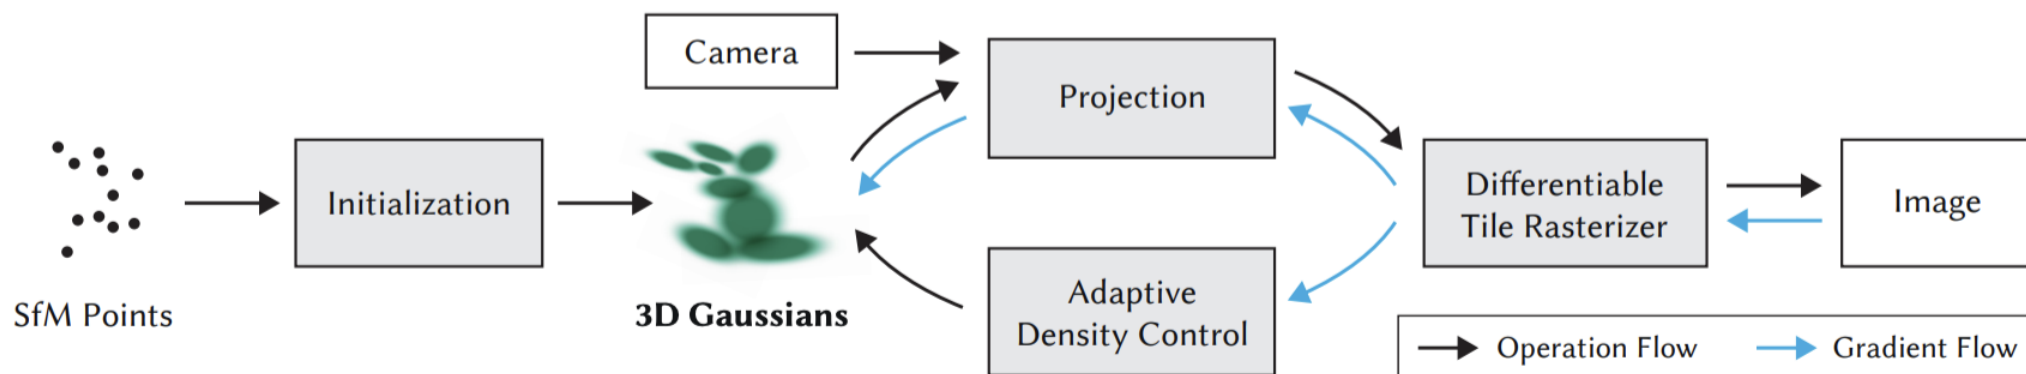 Camera
Projection
Initialization
Differentiable
Tile Rasterizer
Image
SfM Points
3D Gaussians
Adaptive
Density Control
Operation Flow
Gradient Flow